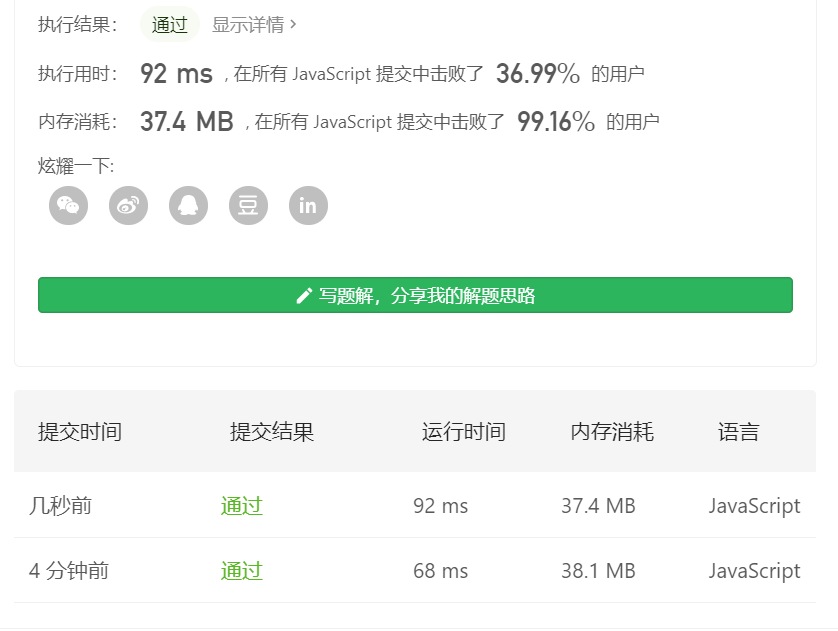 执行结果： 通过 显示详情 >
执行用时： 92 ms , 在所有 JavaScript 提交中击败了 36.99% 的用户
内存消耗： 37.4 MB , 在所有 JavaScript 提交中击败了 99.16% 的用户
炫耀一下:
豆 in
写题解，分享我的解题思路
提交时间 提交结果 运行时间 内存消耗 语言
几秒前 通过 92 ms 37.4 MB JavaScript
4 分钟前 通过 68 ms 38.1 MB JavaScript